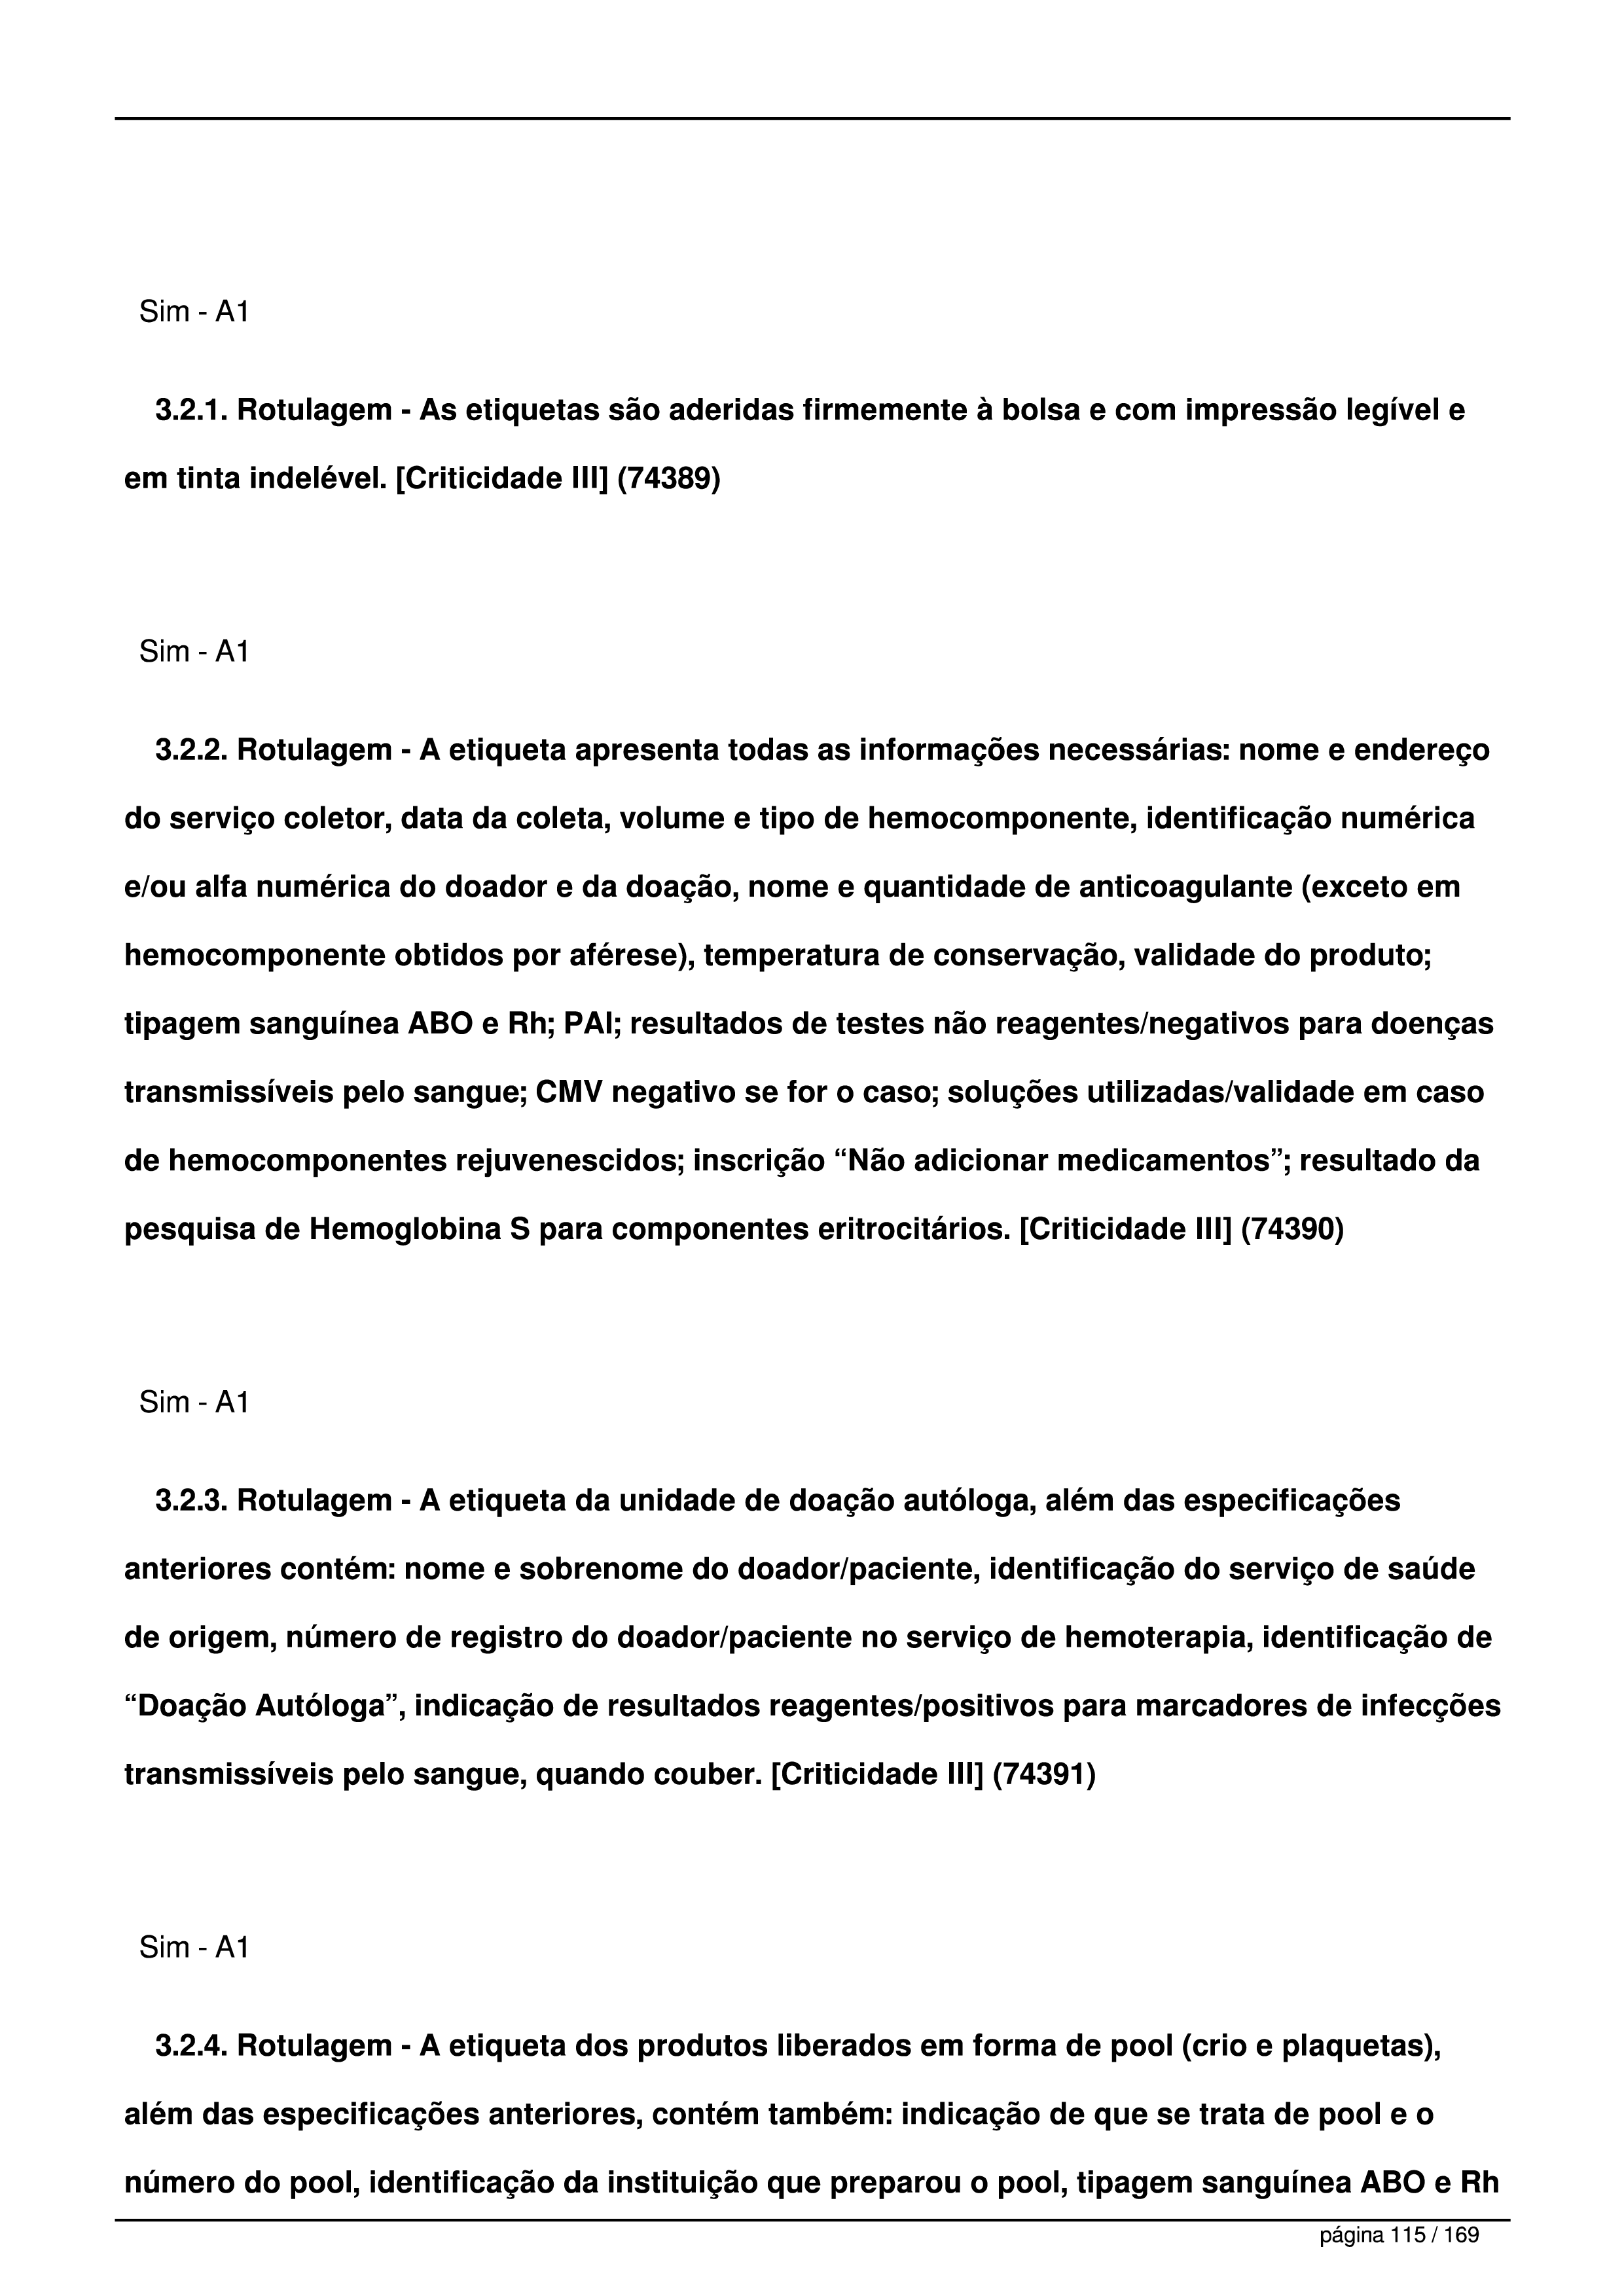 Sim - A1
3.2.1. Rotulagem - As etiquetas são aderidas firmemente à bolsa e com impressão legível e
em tinta indelével. [Criticidade III] (74389)
Sim - A1
3.2.2. Rotulagem - A etiqueta apresenta todas as informações necessárias: nome e endereço
do serviço coletor, data da coleta, volume e tipo de hemocomponente, identificação numérica
e/ou alfa numérica do doador e da doação, nome e quantidade de anticoagulante (exceto em
hemocomponente obtidos por aférese), temperatura de conservação, validade do produto;
tipagem sanguínea ABO e Rh; PAI; resultados de testes não reagentes/negativos para doenças
transmissíveis pelo sangue; CMV negativo se for o caso; soluções utilizadas/validade em caso
de hemocomponentes rejuvenescidos; inscrição “Não adicionar medicamentos”; resultado da
pesquisa de Hemoglobina S para componentes eritrocitários. [Criticidade III] (74390)
Sim - A1
3.2.3. Rotulagem - A etiqueta da unidade de doação autóloga, além das especificações
anteriores contém: nome e sobrenome do doador/paciente, identificação do serviço de saúde
de origem, número de registro do doador/paciente no serviço de hemoterapia, identificação de
“Doação Autóloga”, indicação de resultados reagentes/positivos para marcadores de infecções
transmissíveis pelo sangue, quando couber. [Criticidade III] (74391)
Sim - A1
3.2.4. Rotulagem - A etiqueta dos produtos liberados em forma de pool (crio e plaquetas),
além das especificações anteriores, contém também: indicação de que se trata de pool e o
número do pool, identificação da instituição que preparou o pool, tipagem sanguínea ABO e Rh
página 115 / 169